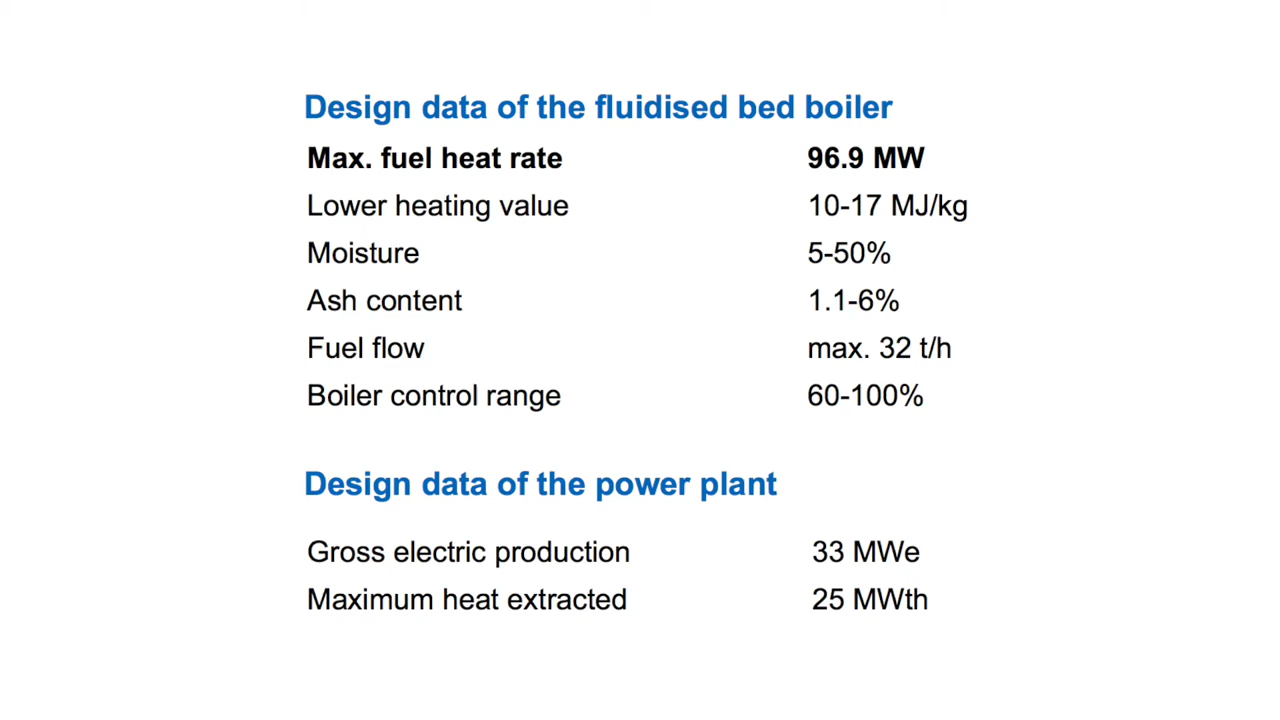 Design data of the fluidised bed boiler
Max. fuel heat rate 96.9 MW
Lower heating value 10-17 MJ/kg
Moisture 5-50%
Ash content 1.1-6%
Fuel flow max. 32 t/h
Boiler control range 60-100%
Design data of the power plant
Gross electric production 33 MWe
Maximum heat extracted 25 MWth